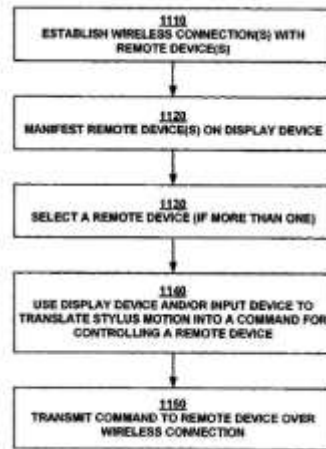 1110
ESTABLISH WIRELESS CONNECTION(S) WITH
REMOTE DEVICE(S)
1120
MANIFEST REMOTE DEVICE(S) ON DISPLAY DEVICE
1130
SELECT A REMOTE DEVICE (IF MORE THAN ONE)
1140
USE DISPLAY DEVICE AND/OR INPUT DEVICE TO
TRANSLATE STYLUS MOTION INTO A COMMAND FOR
CONTROLLING A REMOTE DEVICE
1150
TRANSMIT COMMAND TO REMOTE DEVICE OVER
WIRELESS CONNECTION